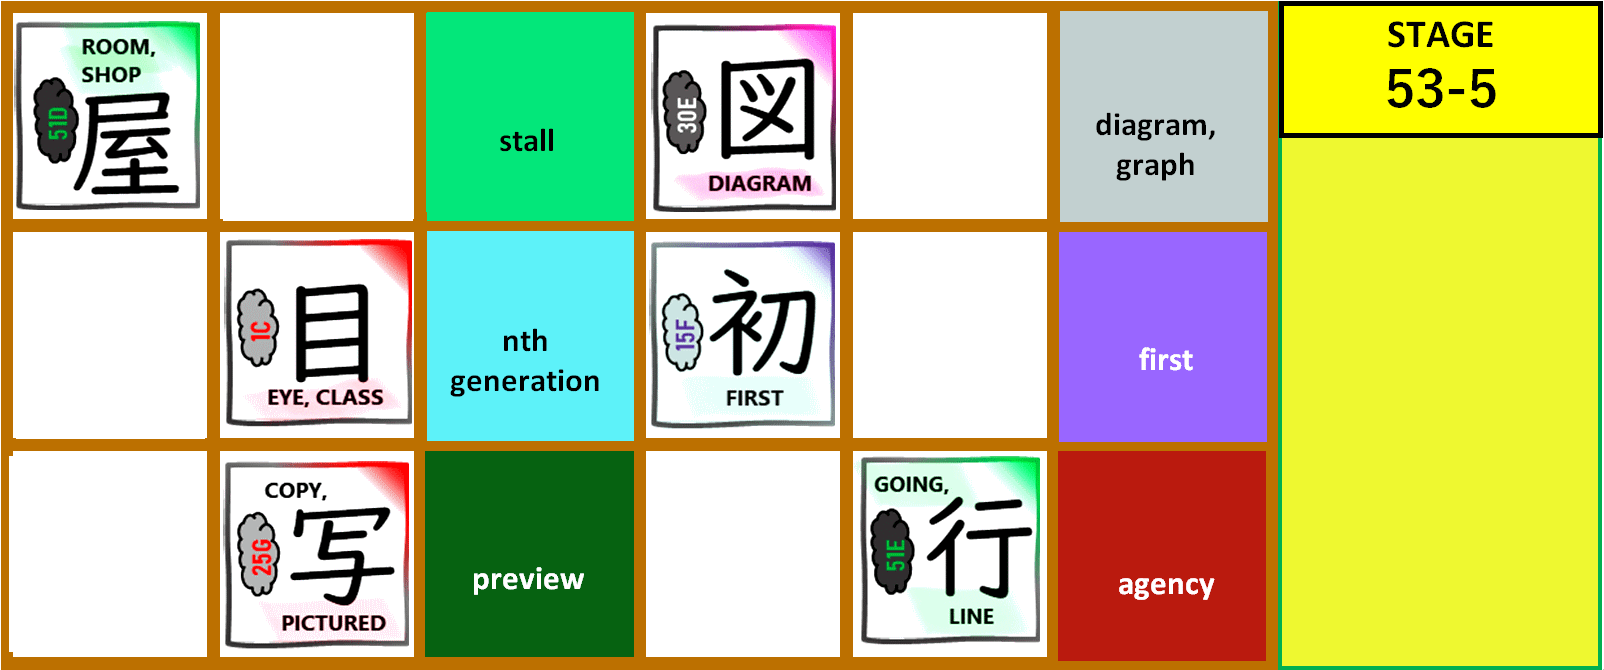 ROOM,
SHOP
51D
屋
stall
30E
図
DIAGRAM
diagram,
graph
STAGE
53-5
1C
目
EYE, CLASS
nth
generation
15F
初
FIRST
first
COPY,
25G
写
PICTURED
preview
GOING,
51E
行
LINE
agency